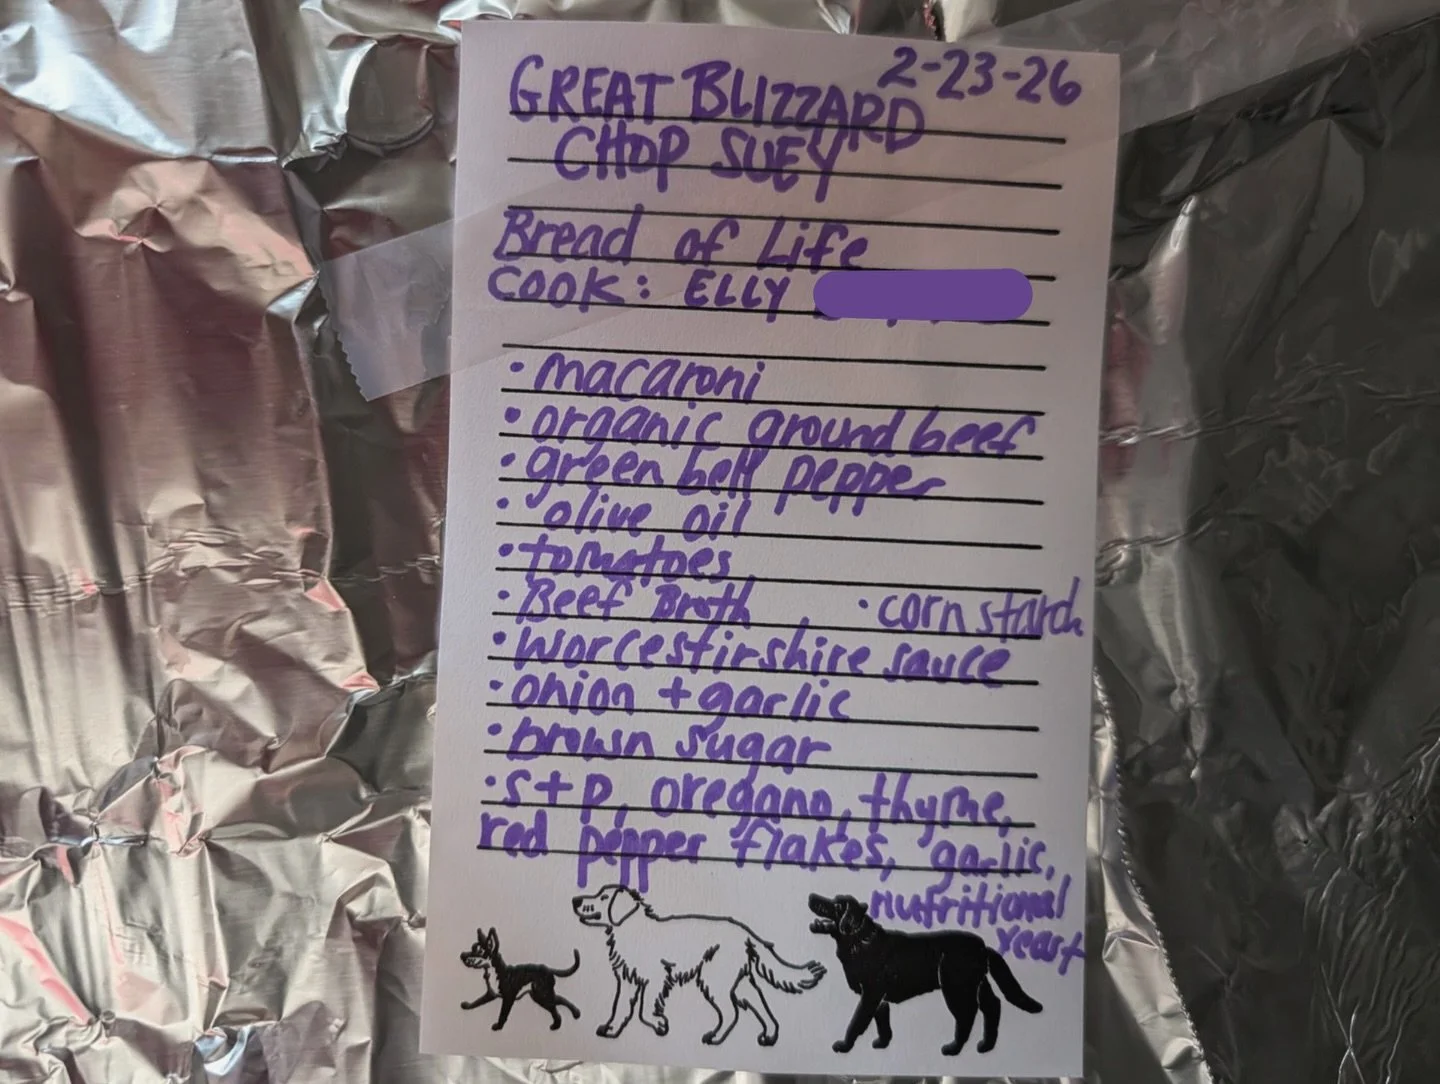 2-23-26
GREAT BLIZZARD
CHOP SUEY
Bread of Life
COOK: ELLY
• macaroni
• organic ground beef
• green bell pepper
• olive oil
• tomatoes
• Beef Broth • corn starch
• worcestirshire sauce
• onion + garlic
• brown sugar
• S+P, oregano, thyme,
red pepper flakes, garlic,
nutritional
yeast